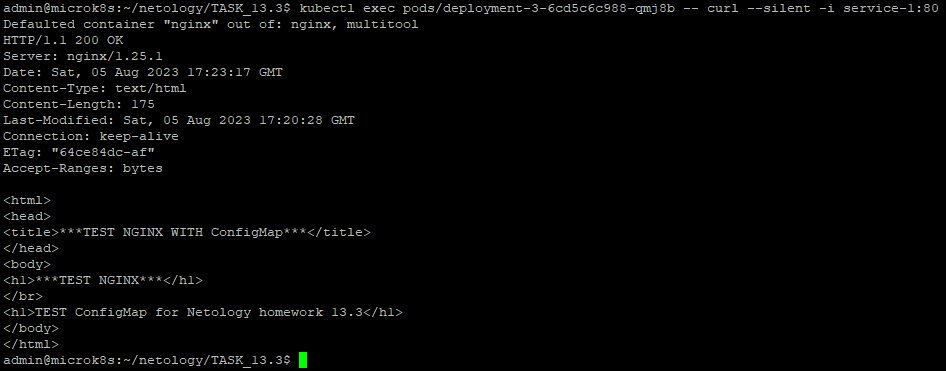 admin@microk8s:~/netology/TASK_13.3$ kubectl exec pods/deployment-3-6cd5c6c988-qmj8b -- curl --silent -i service-1:80
Defaulted container "nginx" out of: nginx, multitool
HTTP/1.1 200 OK
Server: nginx/1.25.1
Date: Sat, 05 Aug 2023 17:23:17 GMT
Content-Type: text/html
Content-Length: 175
Last-Modified: Sat, 05 Aug 2023 17:20:28 GMT
Connection: keep-alive
ETag: "64ce84dc-af"
Accept-Ranges: bytes

<html>
<head>
<title>***TEST NGINX WITH ConfigMap***</title>
</head>
<body>
<h1>***TEST NGINX***</h1>
</br>
<h1>TEST ConfigMap for Netology homework 13.3</h1>
</body>
</html>
admin@microk8s:~/netology/TASK_13.3$